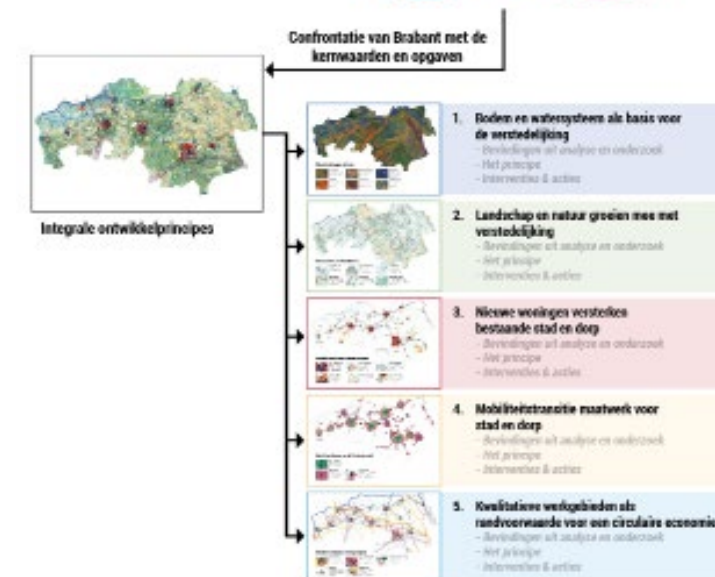 Confrontatie van Brabant met de
kernwaarden en opgaven
Integrale ontwikkelprincipes
1. Bodem en watersysteem als basis voor
de verstedelijking
- Bevindingen uit analyse en onderzoek
- Het principe
- Interventies & acties
2. Landschap en natuur groeien mee met
verstedelijking
- Bevindingen uit analyse en onderzoek
- Het principe
- Interventies & acties
3. Nieuwe woningen versterken
bestaande stad en dorp
- Bevindingen uit analyse en onderzoek
- Het principe
- Interventies & acties
4. Mobiliteitstransitie maatwerk voor
stad en dorp
- Bevindingen uit analyse en onderzoek
- Het principe
- Interventies & acties
5. Kwalitatieve werkgebieden als
randvoorwaarde voor een circulaire economie
- Bevindingen uit analyse en onderzoek
- Het principe
- Interventies & acties